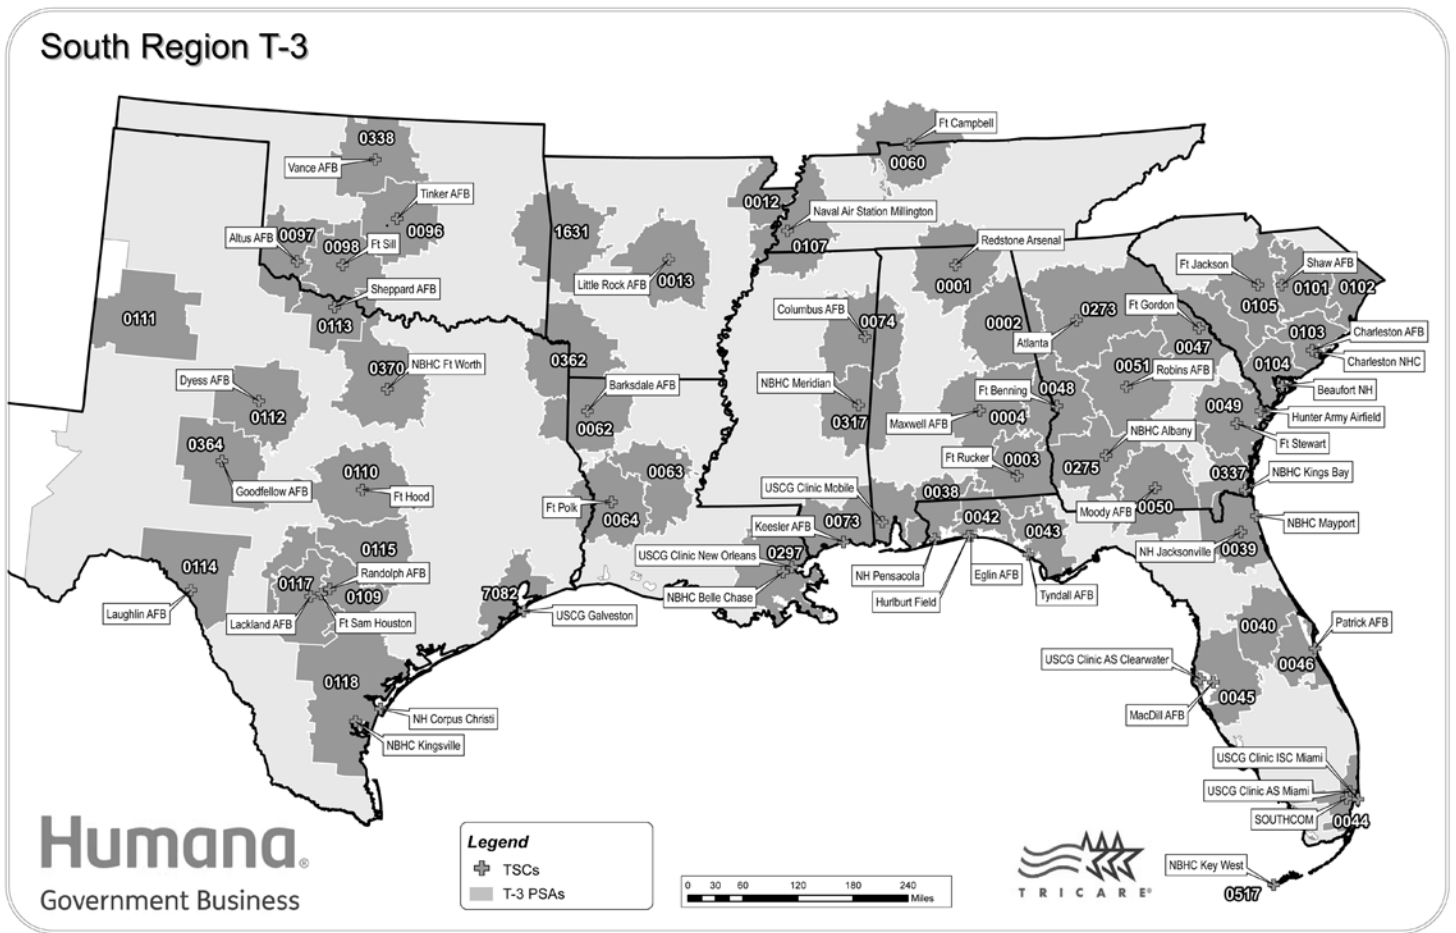 South Region T-3
0338
Vance AFB
Tinker AFB
0096
0097
Altus AFB
0098
Ft Sill
Sheppard AFB
0113
0111
0370
NBHC Ft Worth
Dyess AFB
0112
0364
Goodfellow AFB
0110
Ft Hood
0115
0114
Laughlin AFB
0117
Randolph AFB
0109
Lackland AFB
Ft Sam Houston
0118
NH Corpus Christi
NBHC Kingsville
7082
USCG Galveston
1631
Little Rock AFB
0013
0012
Naval Air Station Millington
0107
Ft Campbell
0060
0362
Barksdale AFB
0062
0063
Ft Polk
0064
Redstone Arsenal
0001
Columbus AFB
0074
0002
NBHC Meridian
0317
Maxwell AFB
0004
Ft Benning
0048
Ft Rucker
0003
USCG Clinic Mobile
0038
Keesler AFB
0073
0042
0043
USCG Clinic New Orleans
0297
NBHC Belle Chase
NH Pensacola
Hurlburt Field
Eglin AFB
Tyndall AFB
Atlanta
0273
Ft Gordon
0047
0051
Robins AFB
NBHC Albany
0275
Moody AFB
0050
0049
Hunter Army Airfield
Ft Stewart
0337
NBHC Kings Bay
NBHC Mayport
NH Jacksonville
0039
Ft Jackson
Shaw AFB
0101
0102
0105
0103
0104
Charleston AFB
Charleston NHC
Beaufort NH
0040
Patrick AFB
0046
USCG Clinic AS Clearwater
MacDill AFB
0045
USCG Clinic ISC Miami
USCG Clinic AS Miami
SOUTHCOM
0044
NBHC Key West
0517
Humana®
Government Business
Legend
TSCs
T-3 PSAs
0 30 60 120 180 240
Miles
TRICARE®